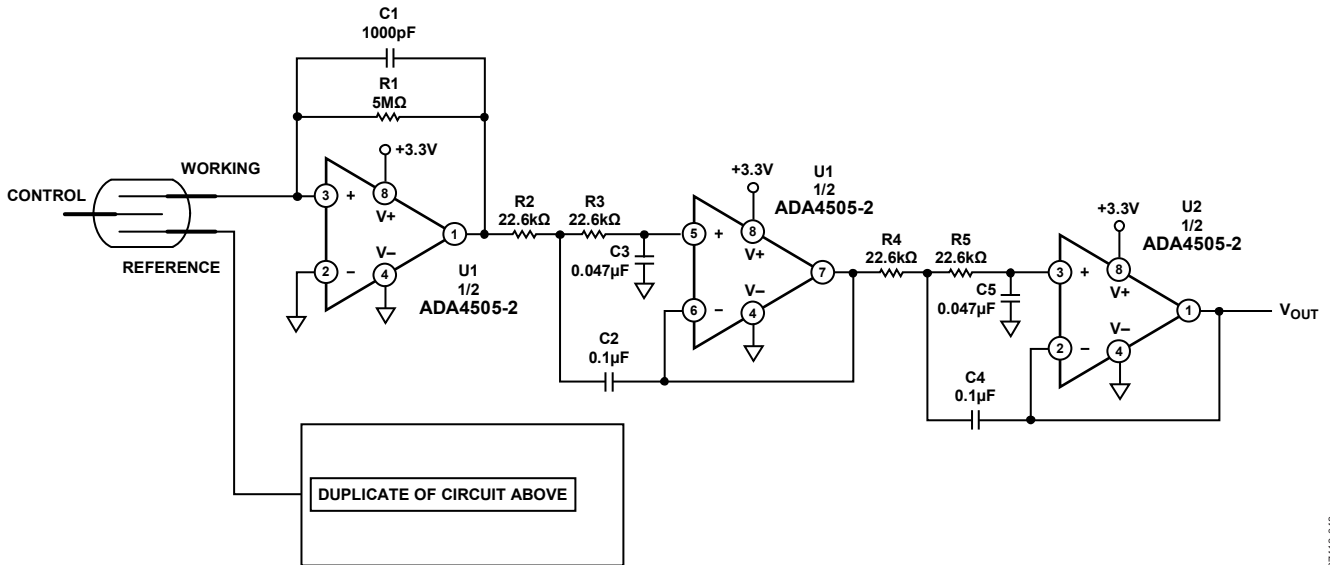 C1
1000pF
R1
5MΩ
+3.3V
WORKING
CONTROL
REFERENCE
3
+
8
V+
1
2
–
V–
4
U1
1/2
ADA4505-2
R2
22.6kΩ
R3
22.6kΩ
C3
0.047µF
C2
0.1µF
+3.3V
U1
1/2
ADA4505-2
5
+
8
V+
7
6
–
V–
4
R4
22.6kΩ
R5
22.6kΩ
C5
0.047µF
C4
0.1µF
+3.3V
U2
1/2
ADA4505-2
3
+
8
V+
1
2
–
V–
4
VOUT
DUPLICATE OF CIRCUIT ABOVE